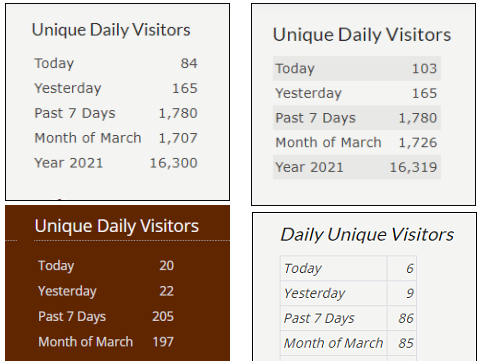 Unique Daily Visitors
Today 84
Yesterday 165
Past 7 Days 1,780
Month of March 1,707
Year 2021 16,300
Unique Daily Visitors
Today 103
Yesterday 165
Past 7 Days 1,780
Month of March 1,726
Year 2021 16,319
Unique Daily Visitors
Today 20
Yesterday 22
Past 7 Days 205
Month of March 197
Daily Unique Visitors
Today 6
Yesterday 9
Past 7 Days 86
Month of March 85